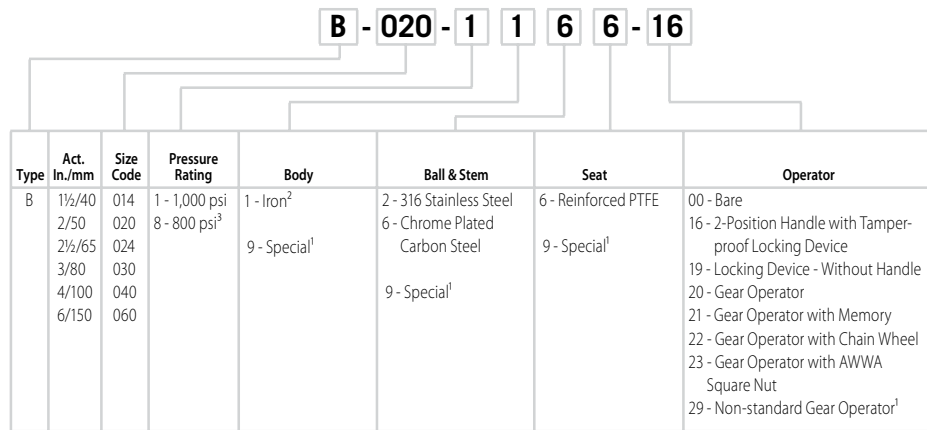 B - 020 - 1 1 6 6 - 16
Type
Act. In./mm
Size Code
Pressure Rating
Body
Ball & Stem
Seat
Operator
B
1½/40
2/50
2½/65
3/80
4/100
6/150
014
020
024
030
040
060
1 - 1,000 psi
8 - 800 psi³
1 - Iron²
9 - Special¹
2 - 316 Stainless Steel
6 - Chrome Plated
Carbon Steel
9 - Special¹
6 - Reinforced PTFE
9 - Special¹
00 - Bare
16 - 2-Position Handle with Tamper-
proof Locking Device
19 - Locking Device - Without Handle
20 - Gear Operator
21 - Gear Operator with Memory
22 - Gear Operator with Chain Wheel
23 - Gear Operator with AWWA
Square Nut
29 - Non-standard Gear Operator¹